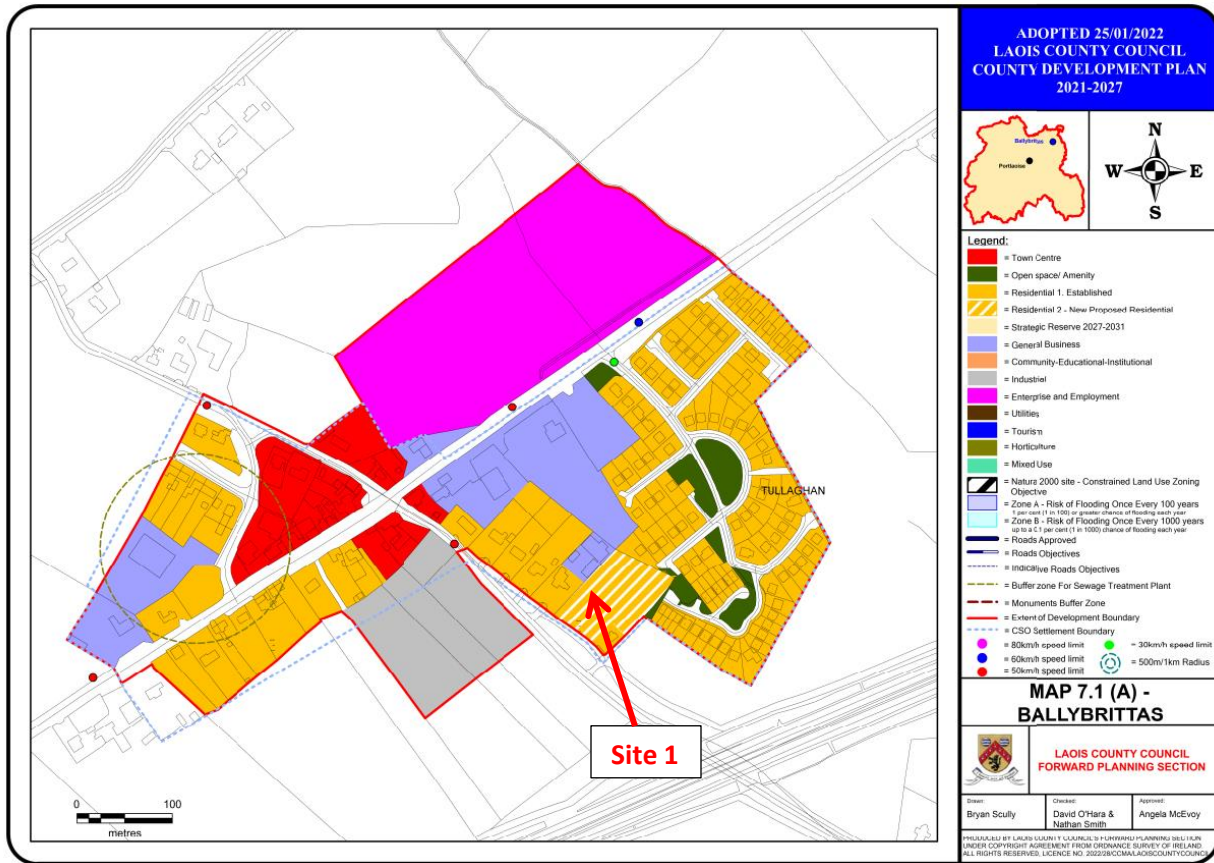 ADOPTED 25/01/2022
LAOIS COUNTY COUNCIL
COUNTY DEVELOPMENT PLAN
2021-2027
Ballybrittas
Portlaoise
N
W
E
S
Legend:
= Town Centre
= Open space/ Amenity
= Residential 1. Established
= Residential 2 - New Proposed Residential
= Strategic Reserve 2027-2031
= General Business
= Community-Educational-Institutional
= Industrial
= Enterprise and Employment
= Utilities
= Tourism
= Horticulture
= Mixed Use
= Natura 2000 site - Constrained Land Use Zoning
Objective
= Zone A - Risk of Flooding Once Every 100 years
1 per cent (1 in 100) or greater chance of flooding each year
= Zone B - Risk of Flooding Once Every 1000 years
up to a 0.1 per cent (1 in 1000) chance of flooding each year
= Roads Approved
= Roads Objectives
= Indicative Roads Objectives
= Buffer zone For Sewage Treatment Plant
= Monuments Buffer Zone
= Extent of Development Boundary
= CSO Settlement Boundary
= 80km/h speed limit
= 30km/h speed limit
= 60km/h speed limit
= 500m/1km Radius
= 50km/h speed limit
MAP 7.1 (A) -
BALLYBRITTAS
LAOIS COUNTY COUNCIL
FORWARD PLANNING SECTION
Drawn:
Bryan Scully
Checked:
David O'Hara &
Nathan Smith
Approved:
Angela McEvoy
PRODUCED BY LAOIS COUNTY COUNCIL'S FORWARD PLANNING SECTION
UNDER COPYRIGHT AGREEMENT FROM ORDNANCE SURVEY OF IRELAND.
ALL RIGHTS RESERVED, LICENCE NO. 2022/28/CCMA/LAOISCOUNTYCOUNCIL
TULLAGHAN
Site 1
0
100
metres